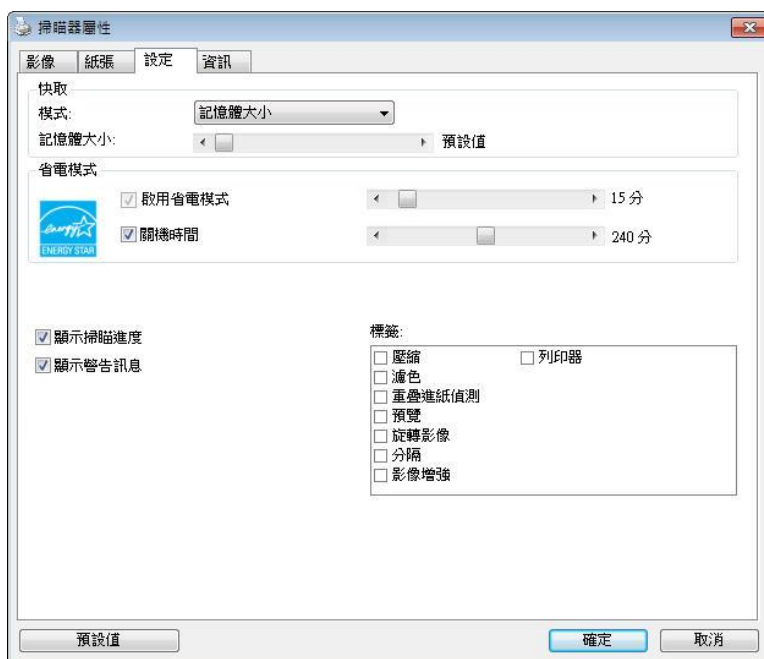 掃瞄器屬性
影像 紙張 設定 資訊
快取
模式: 記憶體大小
記憶體大小: 預設值
省電模式
energy
ENERGY STAR
啟用省電模式 15 分
關機時間 240 分
顯示掃瞄進度
顯示警告訊息
標籤:
壓縮 列印器
濾色
重疊進紙偵測
預覽
旋轉影像
分隔
影像增強
預設值 確定 取消